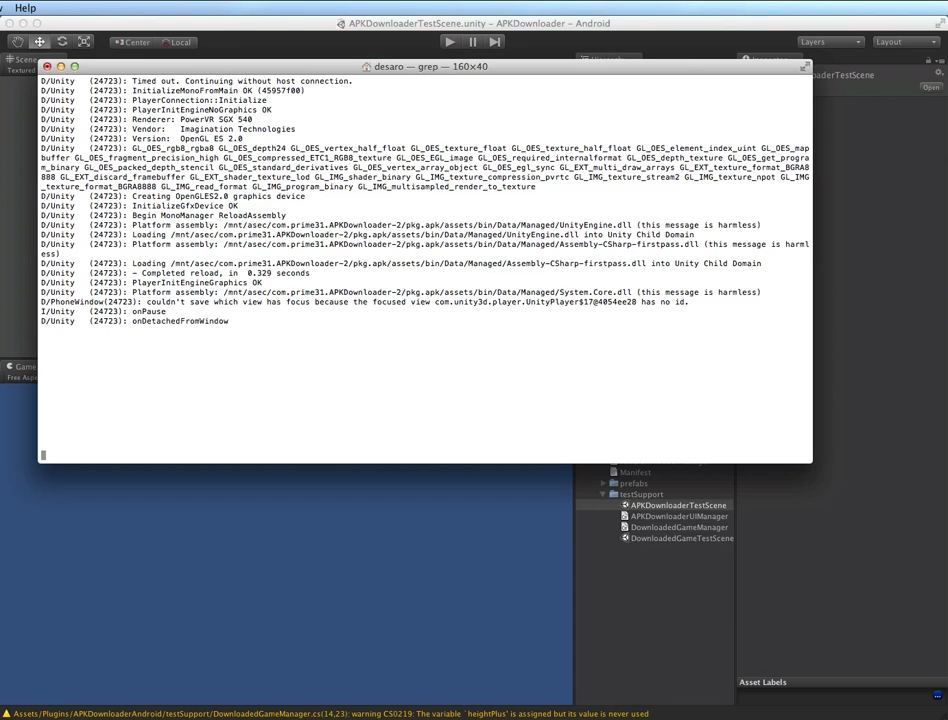 Help
APKDownloaderTestScene.unity - APKDownloader - Android
Center
Local
Layers
Layout
Scene
Textured
desaro — grep — 160×40
aderTestScene
Open
D/Unity   (24723): Timed out. Continuing without host connection.
D/Unity   (24723): InitializeMonoFromMain OK (45957f00)
D/Unity   (24723): PlayerConnection::Initialize
D/Unity   (24723): PlayerInitEngineNoGraphics OK
D/Unity   (24723): Renderer: PowerVR SGX 540
D/Unity   (24723): Vendor:   Imagination Technologies
D/Unity   (24723): Version:  OpenGL ES 2.0
D/Unity   (24723): GL_OES_rgb8_rgba8 GL_OES_depth24 GL_OES_vertex_half_float GL_OES_texture_float GL_OES_texture_half_float GL_OES_element_index_uint GL_OES_map
buffer GL_OES_fragment_precision_high GL_OES_compressed_ETC1_RGB8_texture GL_OES_EGL_image GL_OES_required_internalformat GL_OES_depth_texture GL_OES_get_progra
m_binary GL_OES_packed_depth_stencil GL_OES_standard_derivatives GL_OES_vertex_array_object GL_OES_egl_sync GL_EXT_multi_draw_arrays GL_EXT_texture_format_BGRA8
888 GL_EXT_discard_framebuffer GL_EXT_shader_texture_lod GL_IMG_shader_binary GL_IMG_texture_compression_pvrtc GL_IMG_texture_stream2 GL_IMG_texture_npot GL_IMG
_texture_format_BGRA8888 GL_IMG_read_format GL_IMG_program_binary GL_IMG_multisampled_render_to_texture
D/Unity   (24723): Creating OpenGLES2.0 graphics device
D/Unity   (24723): InitializeGfxDevice OK
D/Unity   (24723): Begin MonoManager ReloadAssembly
D/Unity   (24723): Platform assembly: /mnt/asec/com.prime31.APKDownloader-2/pkg.apk/assets/bin/Data/Managed/UnityEngine.dll (this message is harmless)
D/Unity   (24723): Loading /mnt/asec/com.prime31.APKDownloader-2/pkg.apk/assets/bin/Data/Managed/UnityEngine.dll into Unity Child Domain
D/Unity   (24723): Platform assembly: /mnt/asec/com.prime31.APKDownloader-2/pkg.apk/assets/bin/Data/Managed/Assembly-CSharp-firstpass.dll (this message is harml
ess)
D/Unity   (24723): Loading /mnt/asec/com.prime31.APKDownloader-2/pkg.apk/assets/bin/Data/Managed/Assembly-CSharp-firstpass.dll into Unity Child Domain
D/Unity   (24723): - Completed reload, in  0.329 seconds
D/Unity   (24723): PlayerInitEngineGraphics OK
D/Unity   (24723): Platform assembly: /mnt/asec/com.prime31.APKDownloader-2/pkg.apk/assets/bin/Data/Managed/System.Core.dll (this message is harmless)
D/PhoneWindow(24723): couldn't save which view has focus because the focused view com.unity3d.player.UnityPlayer$17@4054ee28 has no id.
I/Unity   (24723): onPause
D/Unity   (24723): onDetachedFromWindow
Game
Free Aspe
Manifest
prefabs
testSupport
APKDownloaderTestScene
APKDownloaderUIManager
DownloadedGameManager
DownloadedGameTestScene
Asset Labels
Assets/Plugins/APKDownloaderAndroid/testSupport/DownloadedGameManager.cs(14,23): warning CS0219: The variable `heightPlus' is assigned but its value is never used